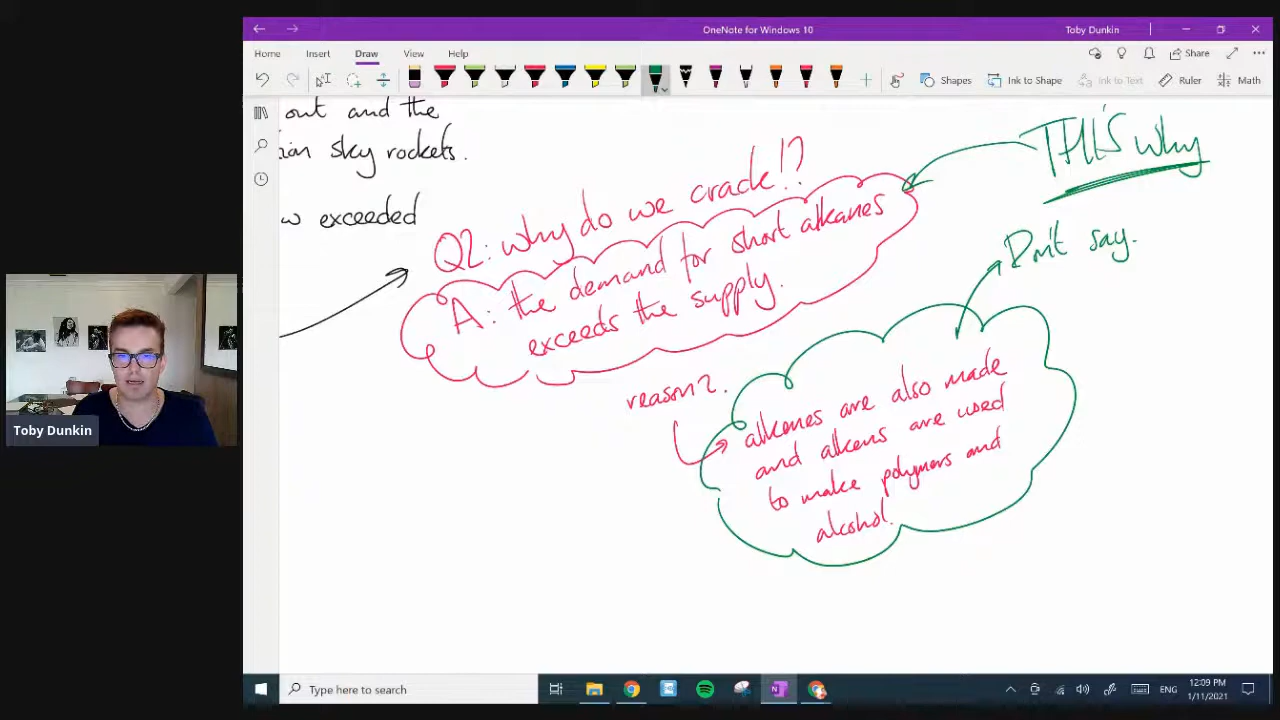 OneNote for Windows 10
Toby Dunkin
Home Insert Draw View Help
Share
Shapes
Ink to Shape
Ink to Text
Ruler
Math
out and the
sky rockets.
exceeded
Q2: why do we crack!?
A: the demand for short alkanes
exceeds the supply.
THIS why
Don't say.
reason 2.
alkenes are also made
and alkens are used
to make polymers and
alcohol.
Toby Dunkin
Type here to search
ENG
12:09 PM
1/11/2021